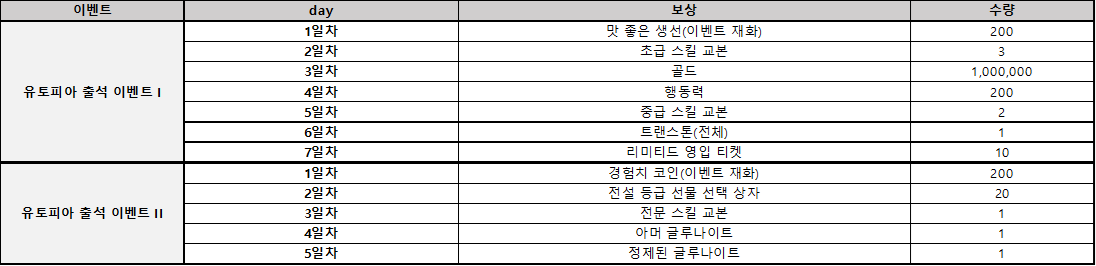 이벤트 day 보상 수량
유토피아 출석 이벤트 I
1일차 맛 좋은 생선(이벤트 재화) 200
2일차 초급 스킬 교본 3
3일차 골드 1,000,000
4일차 행동력 200
5일차 중급 스킬 교본 2
6일차 트랜스톤(전체) 1
7일차 리미티드 영입 티켓 10
유토피아 출석 이벤트 II
1일차 경험치 코인(이벤트 재화) 200
2일차 전설 등급 선물 선택 상자 20
3일차 전문 스킬 교본 1
4일차 아머 글루나이트 1
5일차 정제된 글루나이트 1